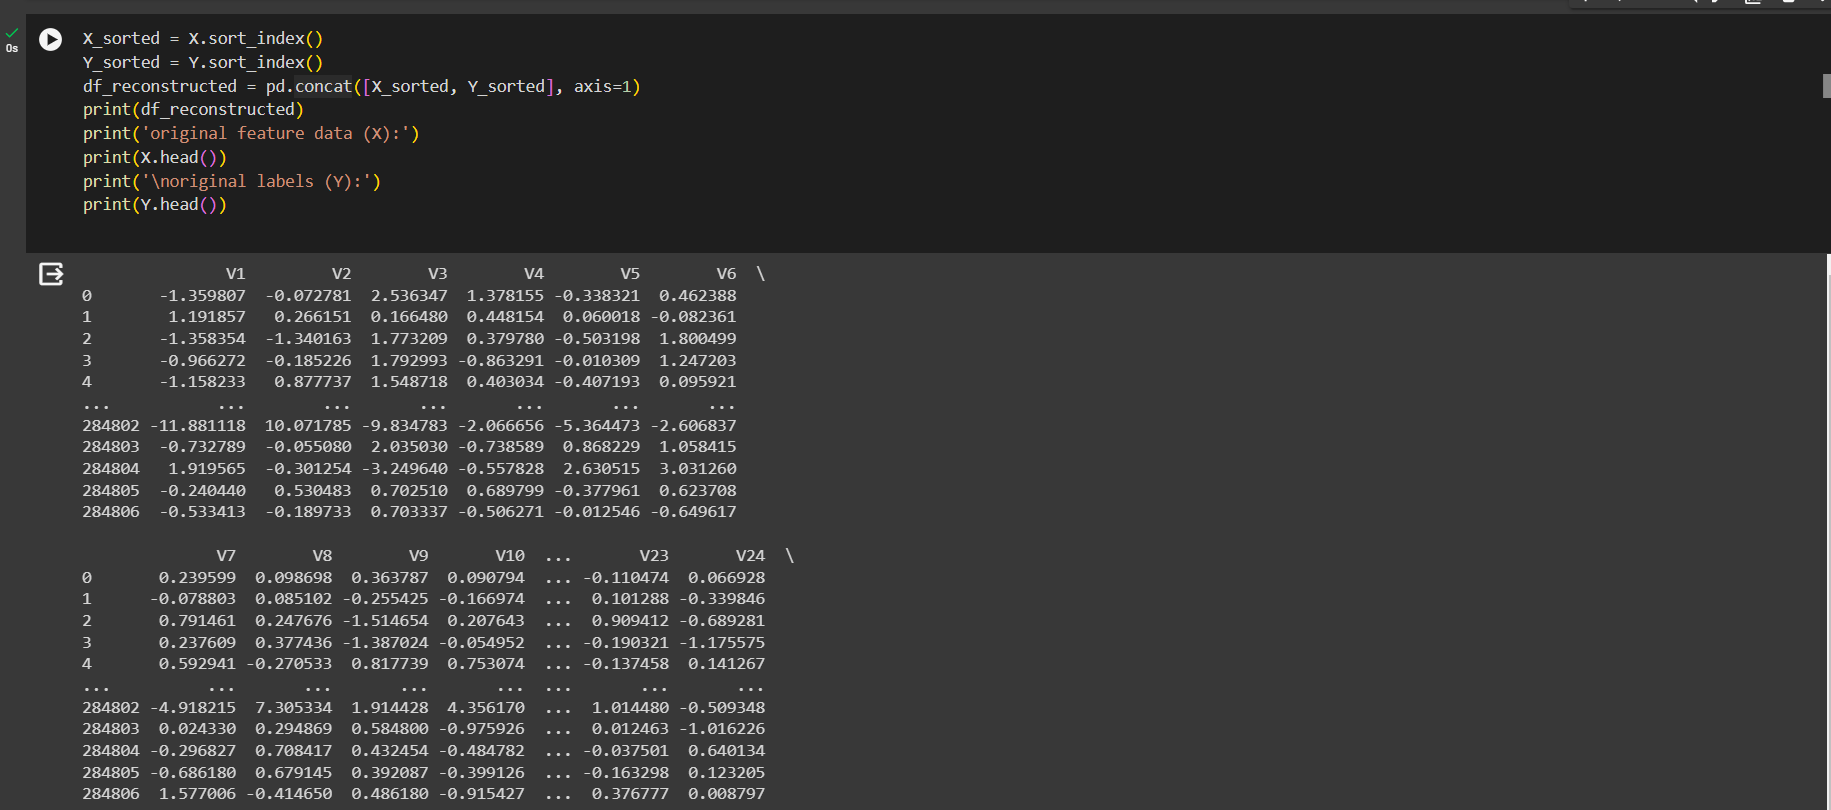 0s
X_sorted = X.sort_index()
Y_sorted = Y.sort_index()
df_reconstructed = pd.concat([X_sorted, Y_sorted], axis=1)
print(df_reconstructed)
print('original feature data (X):')
print(X.head())
print('\noriginal labels (Y):')
print(Y.head())
V1 V2 V3 V4 V5 V6 \
0 -1.359807 -0.072781 2.536347 1.378155 -0.338321 0.462388
1 1.191857 0.266151 0.166480 0.448154 0.060018 -0.082361
2 -1.358354 -1.340163 1.773209 0.379780 -0.503198 1.800499
3 -0.966272 -0.185226 1.792993 -0.863291 -0.010309 1.247203
4 -1.158233 0.877737 1.548718 0.403034 -0.407193 0.095921
... ... ... ... ... ... ...
284802 -11.881118 10.071785 -9.834783 -2.066656 -5.364473 -2.606837
284803 -0.732789 -0.055080 2.035030 -0.738589 0.868229 1.058415
284804 1.919565 -0.301254 -3.249640 -0.557828 2.630515 3.031260
284805 -0.240440 0.530483 0.702510 0.689799 -0.377961 0.623708
284806 -0.533413 -0.189733 0.703337 -0.506271 -0.012546 -0.649617
V7 V8 V9 V10 ... V23 V24 \
0 0.239599 0.098698 0.363787 0.090794 ... -0.110474 0.066928
1 -0.078803 0.085102 -0.255425 -0.166974 ... 0.101288 -0.339846
2 0.791461 0.247676 -1.514654 0.207643 ... 0.909412 -0.689281
3 0.237609 0.377436 -1.387024 -0.054952 ... -0.190321 -1.175575
4 0.592941 -0.270533 0.817739 0.753074 ... -0.137458 0.141267
... ... ... ... ... ... ... ...
284802 -4.918215 7.305334 1.914428 4.356170 ... 1.014480 -0.509348
284803 0.024330 0.294869 0.584800 -0.975926 ... 0.012463 -1.016226
284804 -0.296827 0.708417 0.432454 -0.484782 ... -0.037501 0.640134
284805 -0.686180 0.679145 0.392087 -0.399126 ... -0.163298 0.123205
284806 1.577006 -0.414650 0.486180 -0.915427 ... 0.376777 0.008797